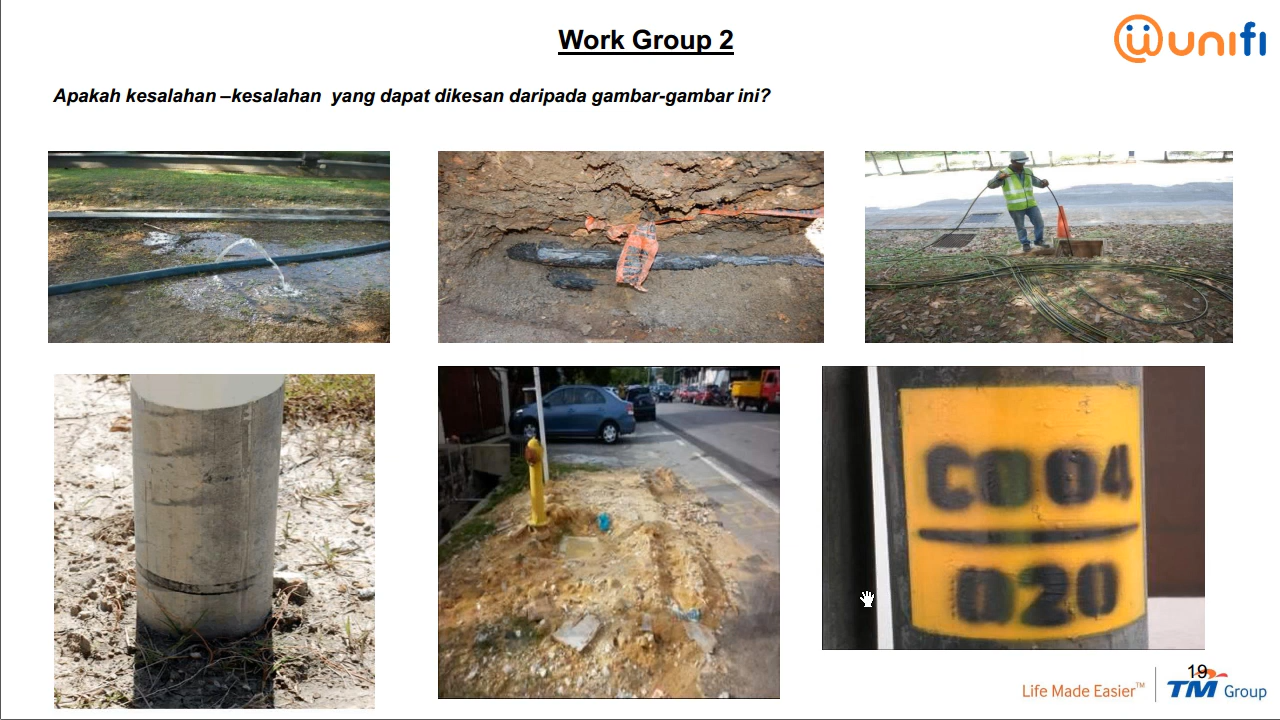 Work Group 2
unifi
Apakah kesalahan –kesalahan  yang dapat dikesan daripada gambar-gambar ini?
C004
D20
19
Life Made Easier™
TM Group